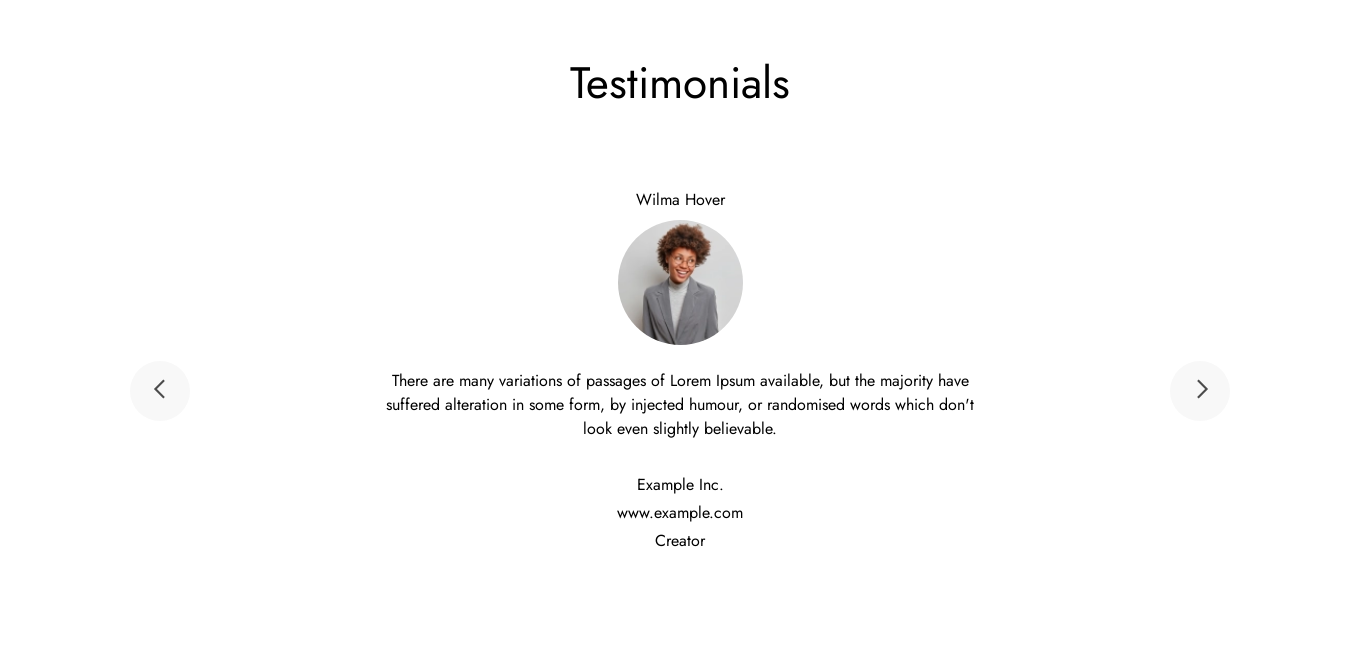 Testimonials
Wilma Hover
There are many variations of passages of Lorem Ipsum available, but the majority have
suffered alteration in some form, by injected humour, or randomised words which don't
look even slightly believable.
Example Inc.
www.example.com
Creator